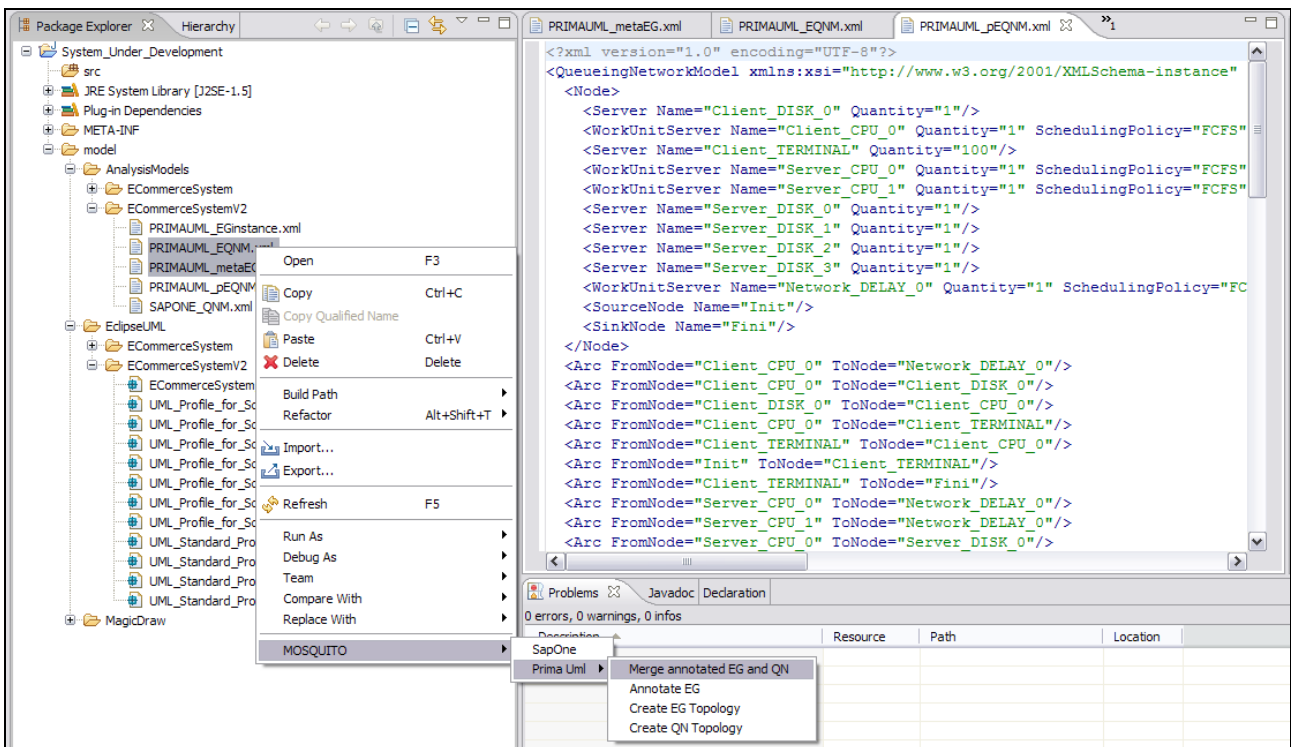 Package Explorer
Hierarchy
System_Under_Development
src
JRE System Library [J2SE-1.5]
Plug-in Dependencies
META-INF
model
AnalysisModels
ECommerceSystem
ECommerceSystemV2
PRIMAUML_EGinstance.xml
PRIMAUML_EQNM.xml
PRIMAUML_metaEG
PRIMAUML_pEQNM
SAPONE_QNM.xml
EclipseUML
ECommerceSystem
ECommerceSystemV2
ECommerceSystem
UML_Profile_for_Sc
UML_Profile_for_Sc
UML_Profile_for_Sc
UML_Profile_for_Sc
UML_Profile_for_Sc
UML_Profile_for_Sc
UML_Profile_for_Sc
UML_Standard_Pro
UML_Standard_Pro
UML_Standard_Pro
UML_Standard_Pro
MagicDraw
Open F3
Copy Ctrl+C
Copy Qualified Name
Paste Ctrl+V
Delete Delete
Build Path
Refactor Alt+Shift+T
Import...
Export...
Refresh F5
Run As
Debug As
Team
Compare With
Replace With
MOSQUITO
SapOne
Prima Uml
Merge annotated EG and QN
Annotate EG
Create EG Topology
Create QN Topology
PRIMAUML_metaEG.xml
PRIMAUML_EQNM.xml
PRIMAUML_pEQNM.xml
»1
<?xml version="1.0" encoding="UTF-8"?>
<QueueingNetworkModel xmlns:xsi="http://www.w3.org/2001/XMLSchema-instance"
<Node>
<Server Name="Client_DISK_0" Quantity="1"/>
<WorkUnitServer Name="Client_CPU_0" Quantity="1" SchedulingPolicy="FCFS"
<Server Name="Client_TERMINAL" Quantity="100"/>
<WorkUnitServer Name="Server_CPU_0" Quantity="1" SchedulingPolicy="FCFS"
<WorkUnitServer Name="Server_CPU_1" Quantity="1" SchedulingPolicy="FCFS"
<Server Name="Server_DISK_0" Quantity="1"/>
<Server Name="Server_DISK_1" Quantity="1"/>
<Server Name="Server_DISK_2" Quantity="1"/>
<Server Name="Server_DISK_3" Quantity="1"/>
<WorkUnitServer Name="Network_DELAY_0" Quantity="1" SchedulingPolicy="FC
<SourceNode Name="Init"/>
<SinkNode Name="Fini"/>
</Node>
<Arc FromNode="Client_CPU_0" ToNode="Network_DELAY_0"/>
<Arc FromNode="Client_CPU_0" ToNode="Client_DISK_0"/>
<Arc FromNode="Client_DISK_0" ToNode="Client_CPU_0"/>
<Arc FromNode="Client_CPU_0" ToNode="Client_TERMINAL"/>
<Arc FromNode="Client_TERMINAL" ToNode="Client_CPU_0"/>
<Arc FromNode="Init" ToNode="Client_TERMINAL"/>
<Arc FromNode="Client_TERMINAL" ToNode="Fini"/>
<Arc FromNode="Server_CPU_0" ToNode="Network_DELAY_0"/>
<Arc FromNode="Server_CPU_1" ToNode="Network_DELAY_0"/>
<Arc FromNode="Server_CPU_0" ToNode="Server_DISK_0"/>
Problems
Javadoc
Declaration
0 errors, 0 warnings, 0 infos
Description
Resource
Path
Location